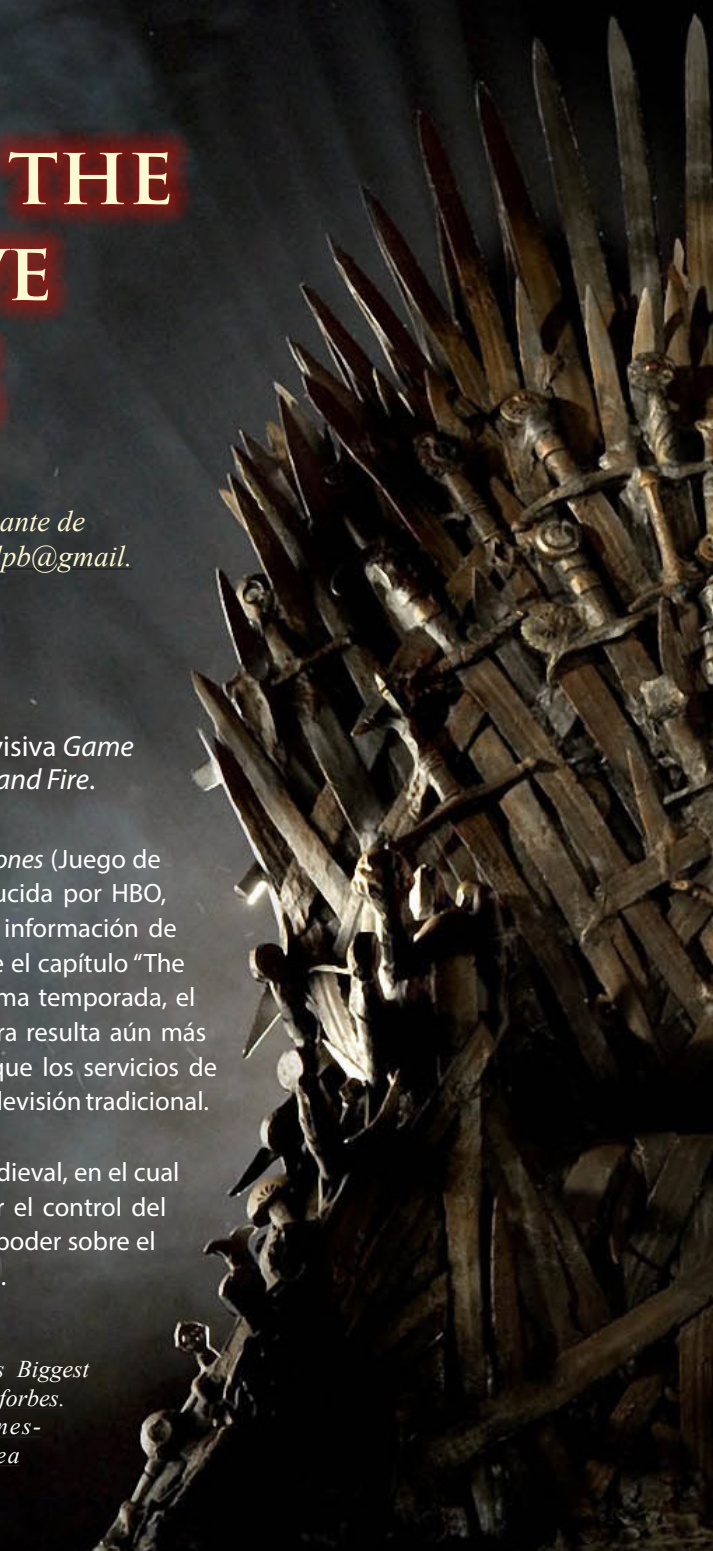 THE
VE
ante de
lpb@gmail.
visiva Game
and Fire.
ones (Juego de
ucida por HBO,
información de
e el capítulo “The
ma temporada, el
ra resulta aún más
que los servicios de
levisión tradicional.
dieval, en el cual
r el control del
poder sobre el
.
s Biggest
forbes.
nes-
ea